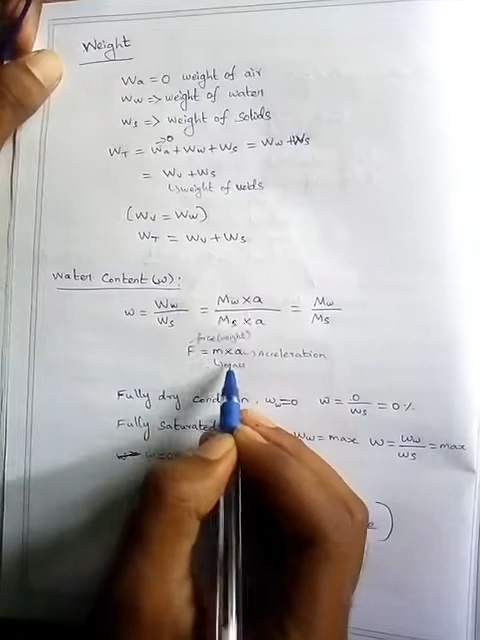 Weight
Wa = 0 weight of air
Ww => weight of water
Ws => weight of solids
WT = Wa→0 + Ww + Ws = Ww + Ws
= Wv + Ws
↳ weight of voids
(Wv = Ww)
WT = Wv + Ws
Water Content (w):
w = Ww/Ws = Mw × a/Ms × a = Mw/Ms
force (weight)
F = m × a ↳ Acceleration
↳ mass
Fully dry , Ww = 0 w = 0/Ws = 0%
Fully saturated Ww = max w = Ww/Ws = max